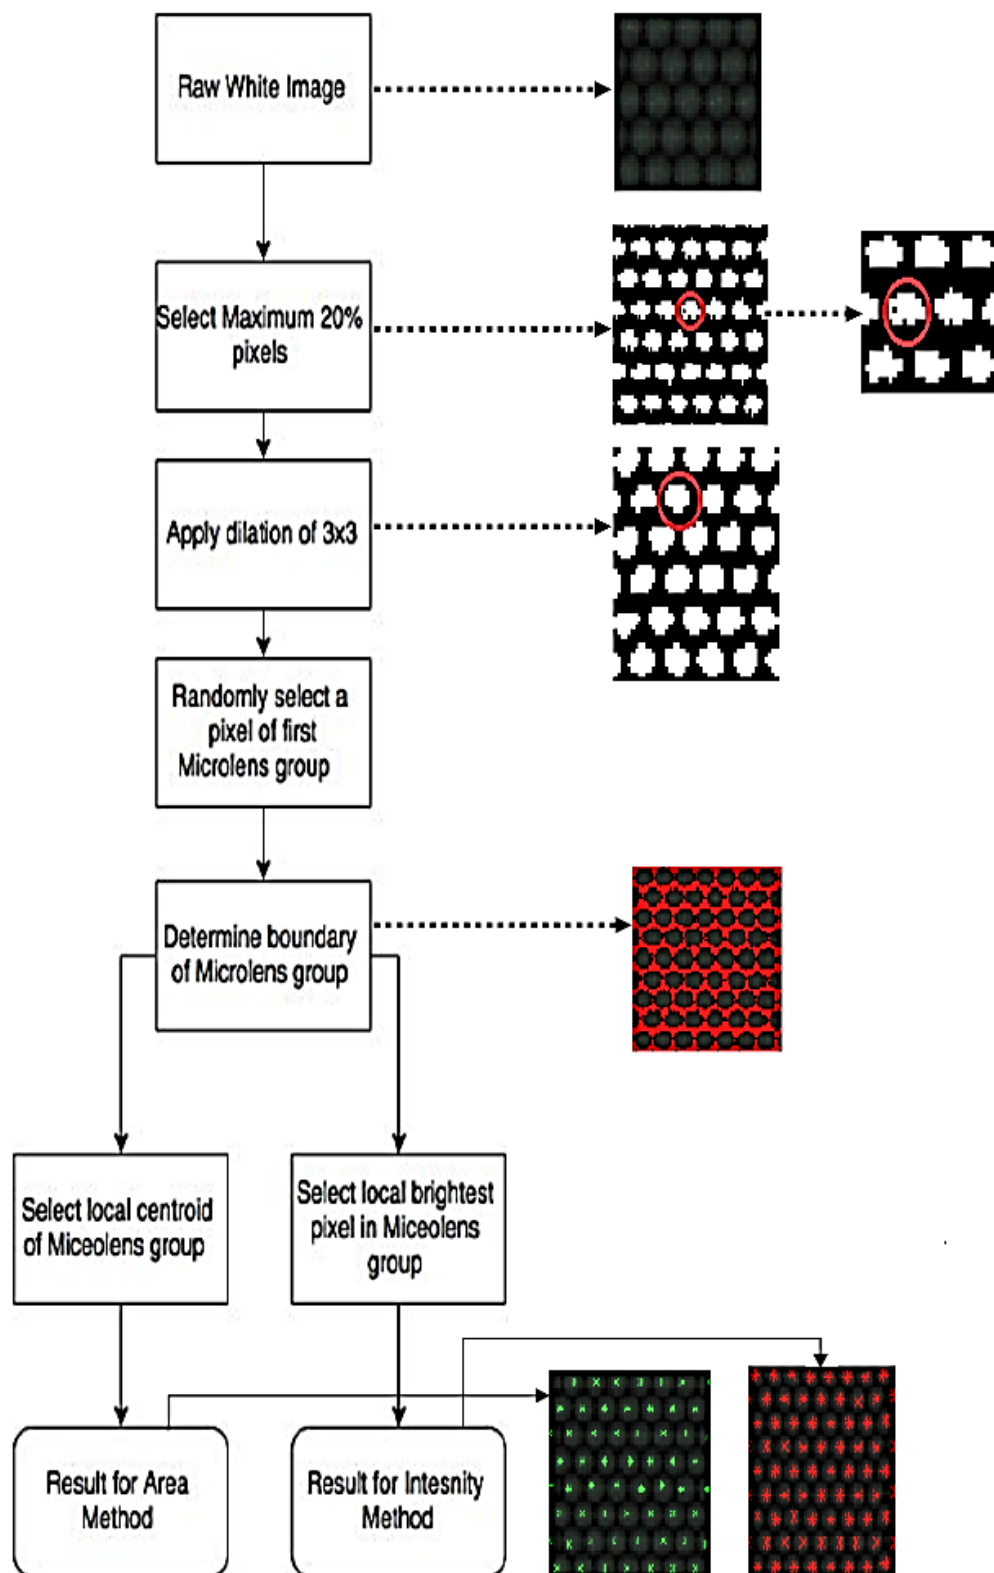 Raw White Image
Select Maximum 20%
pixels
Apply dilation of 3x3
Randomly select a
pixel of first
Microlens group
Determine boundary
of Microlens group
Select local centroid
of Miceolens group
Select local brightest
pixel in Miceolens
group
Result for Area
Method
Result for Intesnity
Method